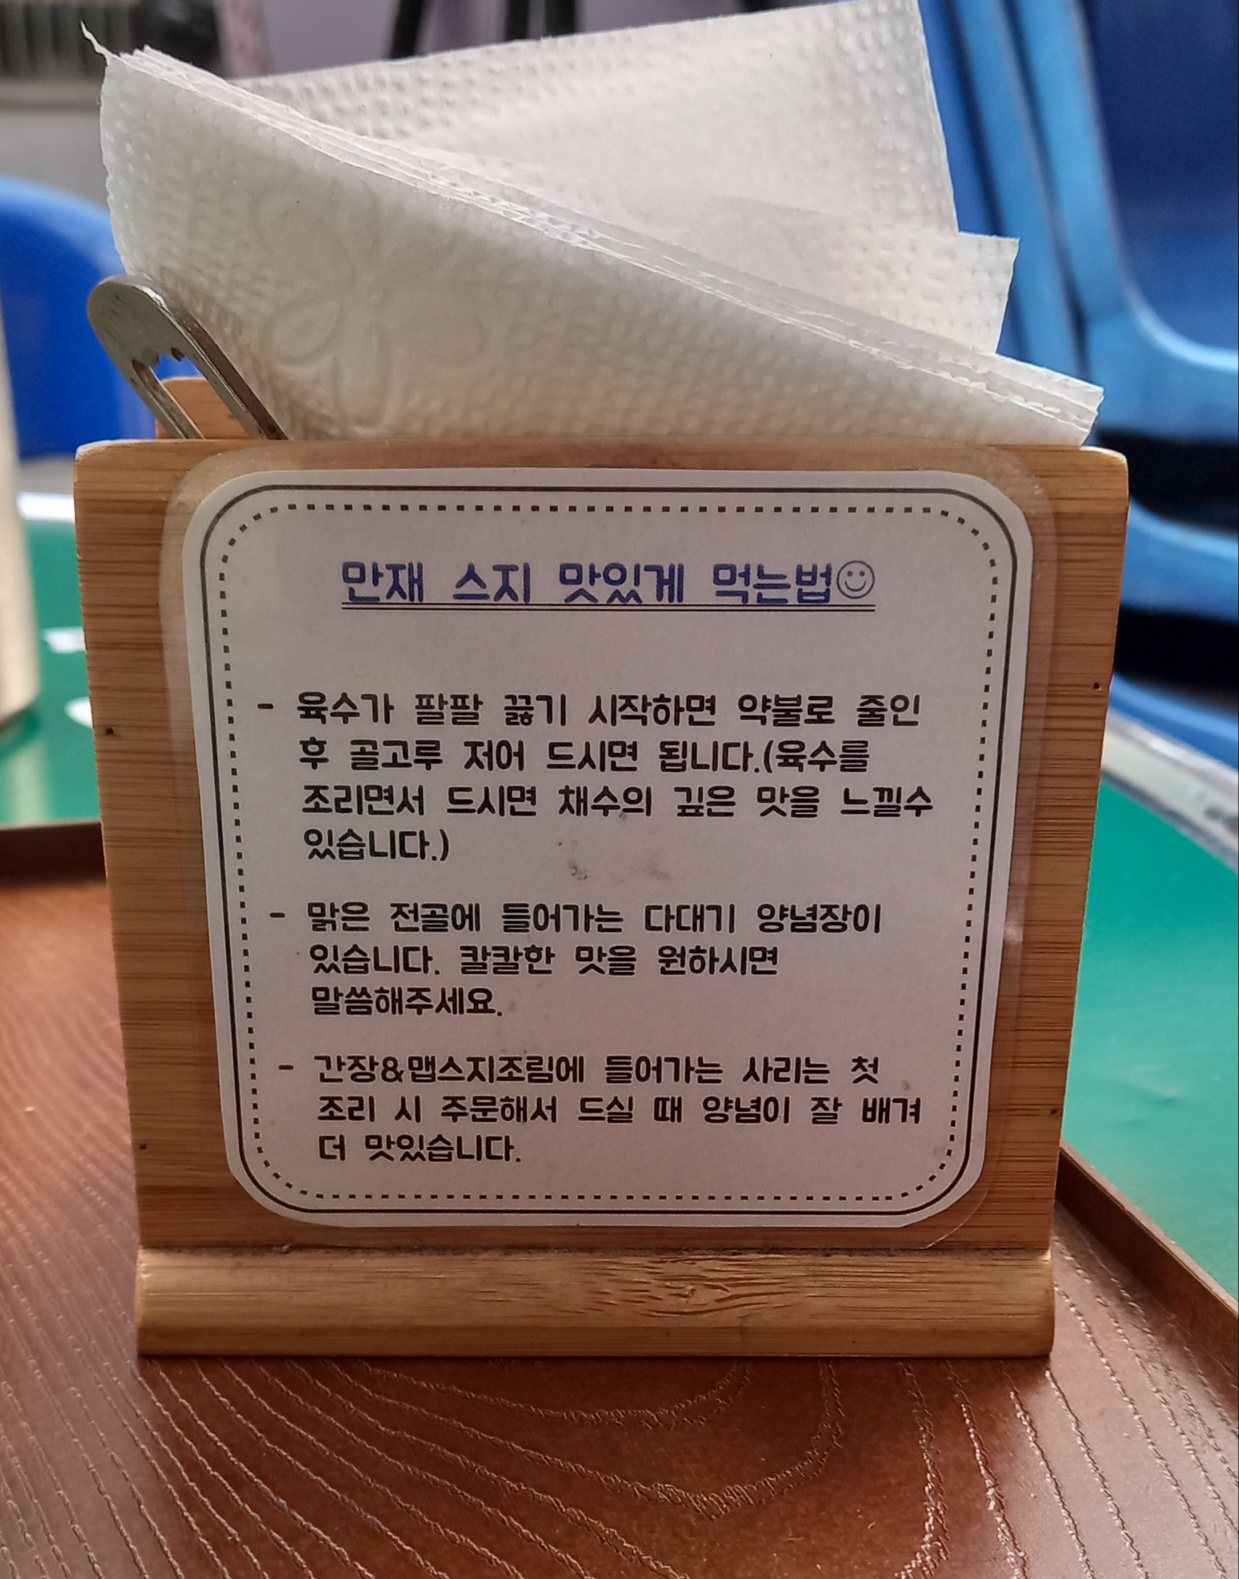 만재 스지 맛있게 먹는법☺
- 육수가 팔팔 끓기 시작하면 약불로 줄인
후 골고루 저어 드시면 됩니다.(육수를
조리면서 드시면 채수의 깊은 맛을 느낄수
있습니다.)
- 맑은 전골에 들어가는 다대기 양념장이
있습니다. 칼칼한 맛을 원하시면
말씀해주세요.
- 간장&맵스지조림에 들어가는 사리는 첫
조리 시 주문해서 드실 때 양념이 잘 배겨
더 맛있습니다.